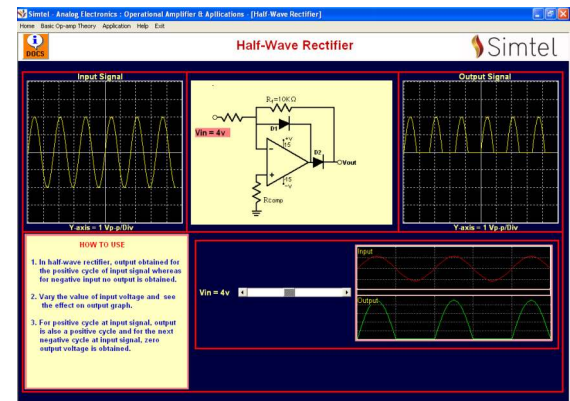 Simtel - Analog Electronics : Operational Amplifier & Apllications - [Half-Wave Rectifier]
Home Basic Op-amp Theory Application Help Exit
DOCS
Half-Wave Rectifier
Simtel
Input Signal
Output Signal
R₁=10KΩ
D1
Vin = 4v
+V
15
D2
Vout
15
-V
Rcomp
Y-axis = 1 Vp-p/Div
Y-axis = 1 Vp-p/Div
HOW TO USE
1. In half-wave rectifier, output obtained for
the positive cycle of input signal whereas
for negative input no output is obtained.
2. Vary the value of input voltage and see
the effect on output graph.
3. For positive cycle at input signal, output
is also a positive cycle and for the next
negative cycle at input signal, zero
output voltage is obtained.
Vin = 4v
Input
Output